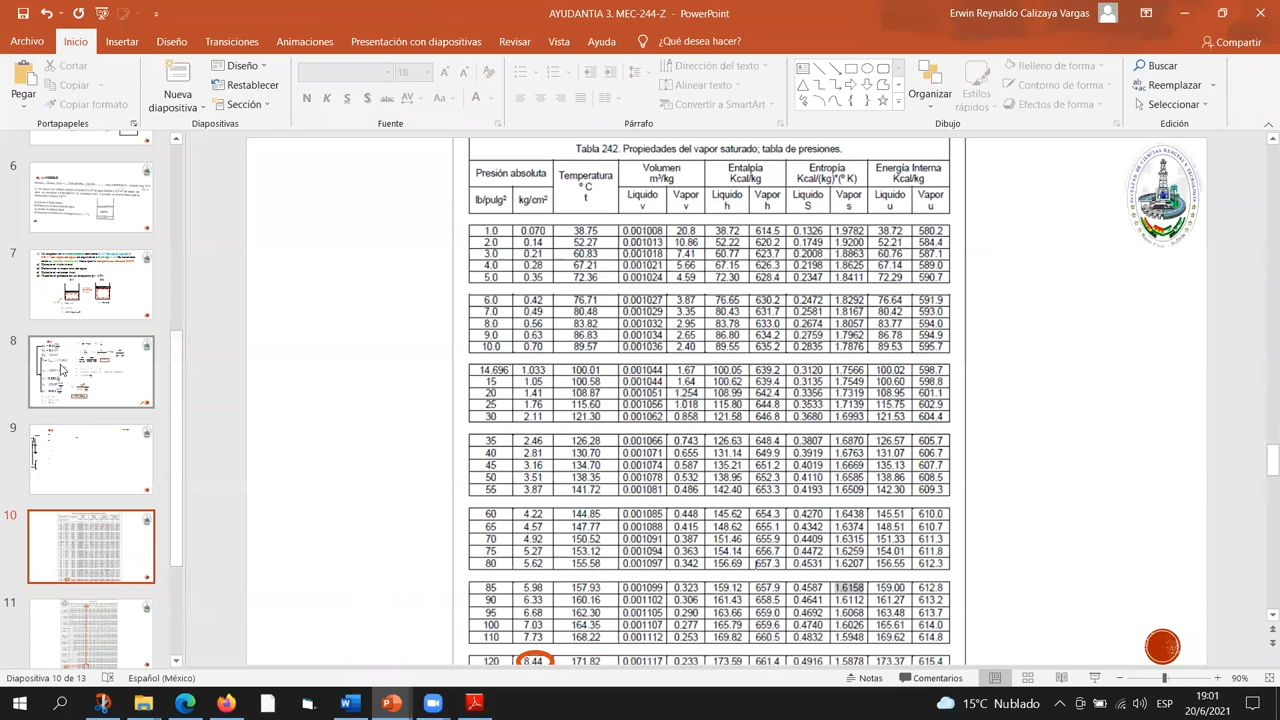 AYUDANTIA 3. MEC-244-Z - PowerPoint
Erwin Reynaldo Calizaya Vargas
Archivo Inicio Insertar Diseño Transiciones Animaciones Presentación con diapositivas Revisar Vista Ayuda ¿Qué desea hacer? Compartir
Pegar
Cortar
Copiar
Copiar formato
Portapapeles
Nueva diapositiva
Diseño
Restablecer
Sección
Diapositivas
18
N K S S abc AV Aa A
Fuente
Párrafo
Dirección del texto
Alinear texto
Convertir a SmartArt
Dibujo
Organizar
Estilos rápidos
Relleno de forma
Contorno de forma
Efectos de forma
Buscar
Reemplazar
Seleccionar
Edición
6
7
8
9
10
11
Tabla 242. Propiedades del vapor saturado; tabla de presiones.
Presión absoluta Temperatura º C t Volumen m³/kg Entalpía Kcal/kg Entropía Kcal/(kg)*(º K) Energía Interna Kcal/kg
lb/pulg² kg/cm² Liquido v Vapor v Liquido h Vapor h Liquido S Vapor s Liquido u Vapor u
1.0 0.070 38.75 0.001008 20.8 38.72 614.5 0.1326 1.9782 38.72 580.2
2.0 0.14 52.27 0.001013 10.86 52.22 620.2 0.1749 1.9200 52.21 584.4
3.0 0.21 60.83 0.001018 7.41 60.77 623.7 0.2008 1.8863 60.76 587.1
4.0 0.28 67.21 0.001021 5.66 67.15 626.3 0.2198 1.8625 67.14 589.0
5.0 0.35 72.36 0.001024 4.59 72.30 628.4 0.2347 1.8411 72.29 590.7
6.0 0.42 76.71 0.001027 3.87 76.65 630.2 0.2472 1.8292 76.64 591.9
7.0 0.49 80.48 0.001029 3.35 80.43 631.7 0.2581 1.8167 80.42 593.0
8.0 0.56 83.82 0.001032 2.95 83.78 633.0 0.2674 1.8057 83.77 594.0
9.0 0.63 86.83 0.001034 2.65 86.80 634.2 0.2759 1.7962 86.78 594.9
10.0 0.70 89.57 0.001036 2.40 89.55 635.2 0.2835 1.7876 89.53 595.7
14.696 1.033 100.01 0.001044 1.67 100.05 639.2 0.3120 1.7566 100.02 598.7
15 1.05 100.58 0.001044 1.64 100.62 639.4 0.3135 1.7549 100.60 598.8
20 1.41 108.87 0.001051 1.254 108.99 642.4 0.3356 1.7319 108.95 601.1
25 1.76 115.60 0.001056 1.018 115.80 644.8 0.3533 1.7139 115.75 602.9
30 2.11 121.30 0.001062 0.858 121.58 646.8 0.3680 1.6993 121.53 604.4
35 2.46 126.28 0.001066 0.743 126.63 648.4 0.3807 1.6870 126.57 605.7
40 2.81 130.70 0.001071 0.655 131.14 649.9 0.3919 1.6763 131.07 606.7
45 3.16 134.70 0.001074 0.587 135.21 651.2 0.4019 1.6669 135.13 607.7
50 3.51 138.35 0.001078 0.532 138.95 652.3 0.4110 1.6585 138.86 608.5
55 3.87 141.72 0.001081 0.486 142.40 653.3 0.4193 1.6509 142.30 609.3
60 4.22 144.85 0.001085 0.448 145.62 654.3 0.4270 1.6438 145.51 610.0
65 4.57 147.77 0.001088 0.415 148.62 655.1 0.4342 1.6374 148.51 610.7
70 4.92 150.52 0.001091 0.387 151.46 655.9 0.4409 1.6315 151.33 611.3
75 5.27 153.12 0.001094 0.363 154.14 656.7 0.4472 1.6259 154.01 611.8
80 5.62 155.58 0.001097 0.342 156.69 657.3 0.4531 1.6207 156.55 612.3
85 5.98 157.93 0.001099 0.323 159.12 657.9 0.4587 1.6158 159.00 612.8
90 6.33 160.16 0.001102 0.306 161.43 658.5 0.4641 1.6112 161.27 613.2
95 6.68 162.30 0.001105 0.290 163.66 659.0 0.4692 1.6068 163.48 613.7
100 7.03 164.35 0.001107 0.277 165.79 659.6 0.4740 1.6026 165.61 614.0
110 7.73 168.22 0.001112 0.253 169.82 660.5 0.4832 1.5948 169.62 614.8
120 8.44 171.82 0.001117 0.233 173.59 661.4 0.4916 1.5878 173.37 615.4
Diapositiva 10 de 13 Español (México) Notas Comentarios 90%
15°C Nublado ESP 19:01
20/6/2021